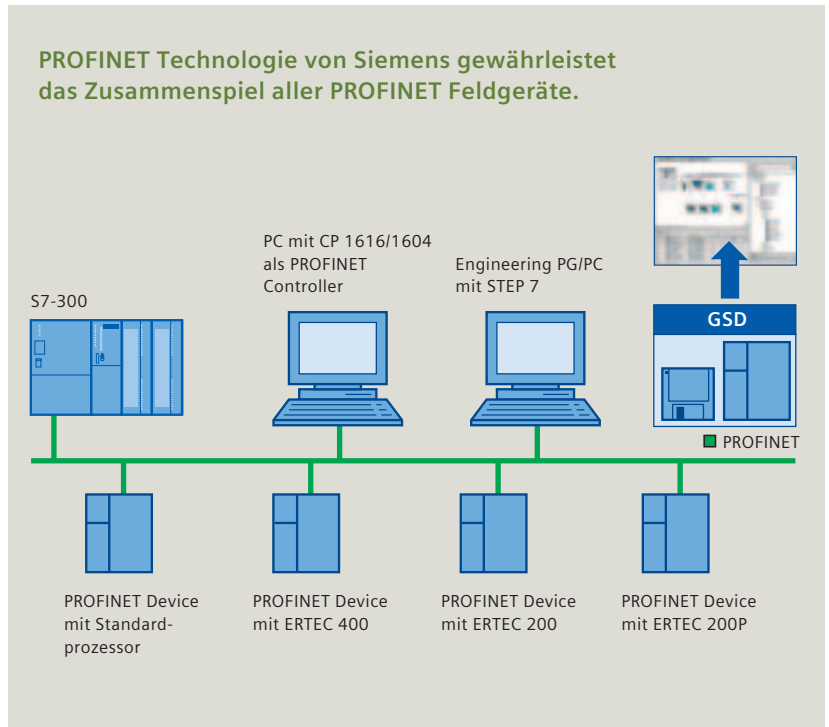 PROFINET Technologie von Siemens gewährleistet
das Zusammenspiel aller PROFINET Feldgeräte.
S7-300
PC mit CP 1616/1604
als PROFINET
Controller
Engineering PG/PC
mit STEP 7
GSD
PROFINET
PROFINET Device
mit Standard-
prozessor
PROFINET Device
mit ERTEC 400
PROFINET Device
mit ERTEC 200
PROFINET Device
mit ERTEC 200P